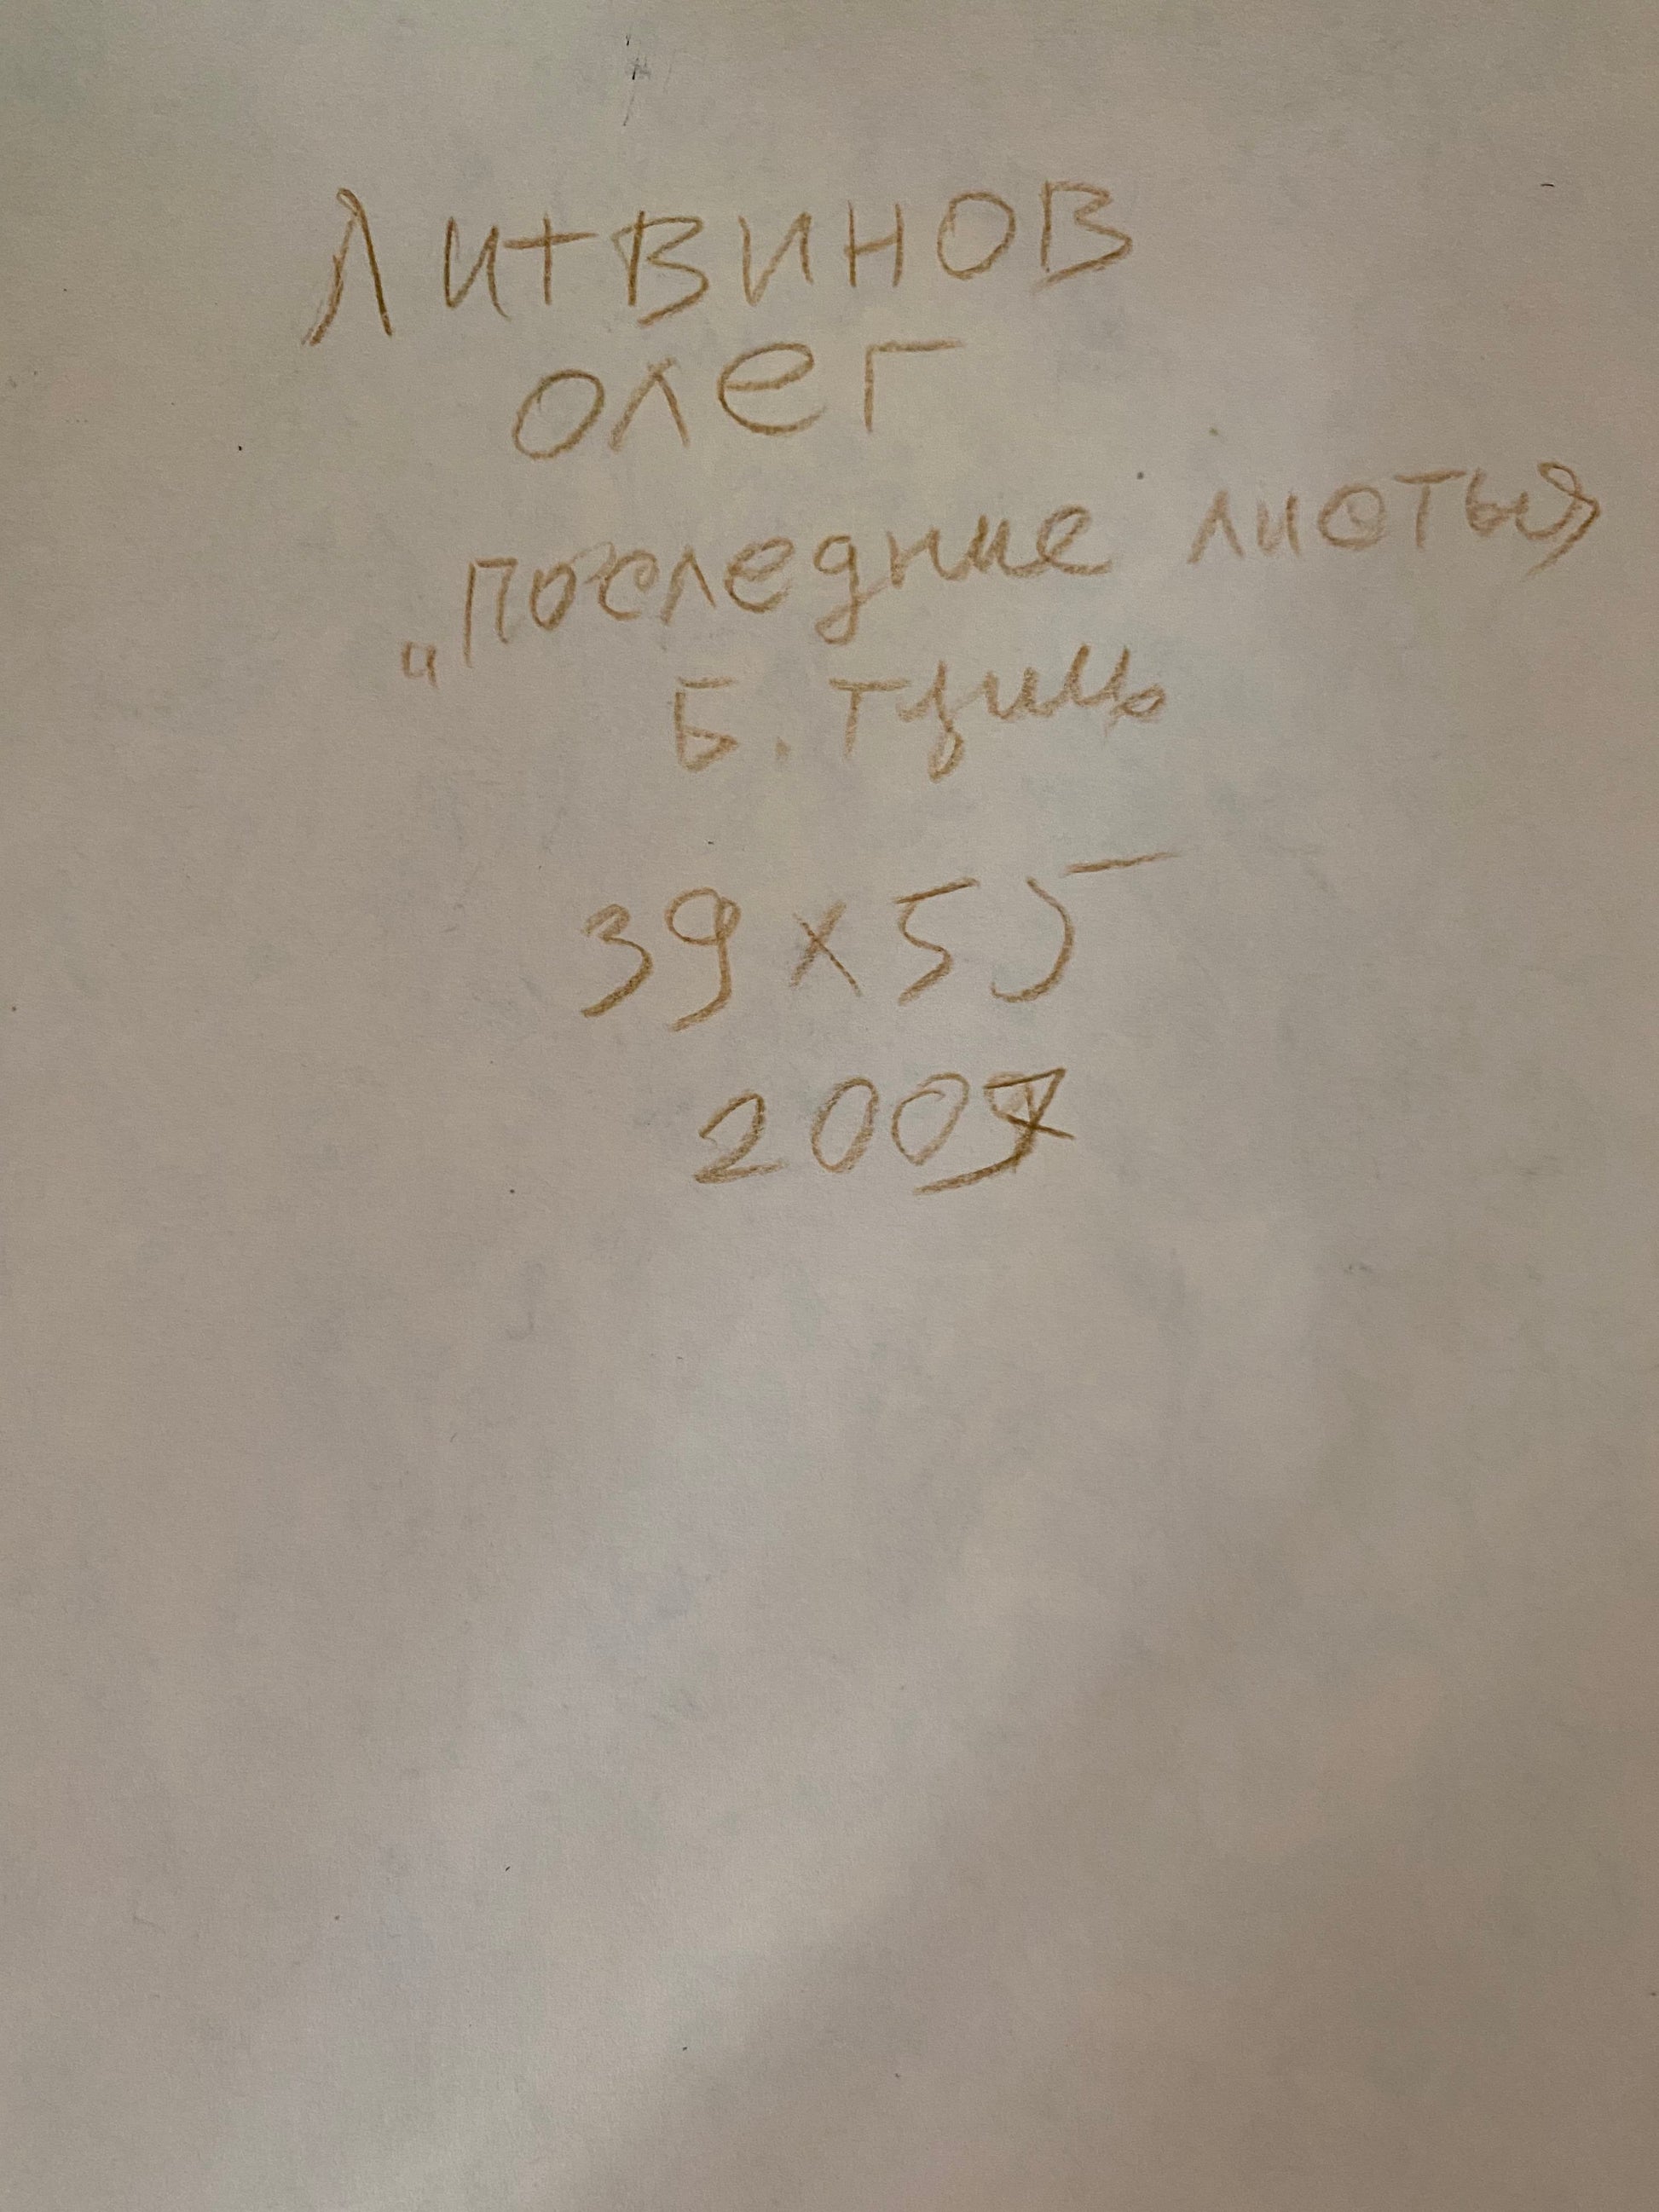 Литвинов
Олег
„Последние листья
Б. тушь
39 х 55
2007